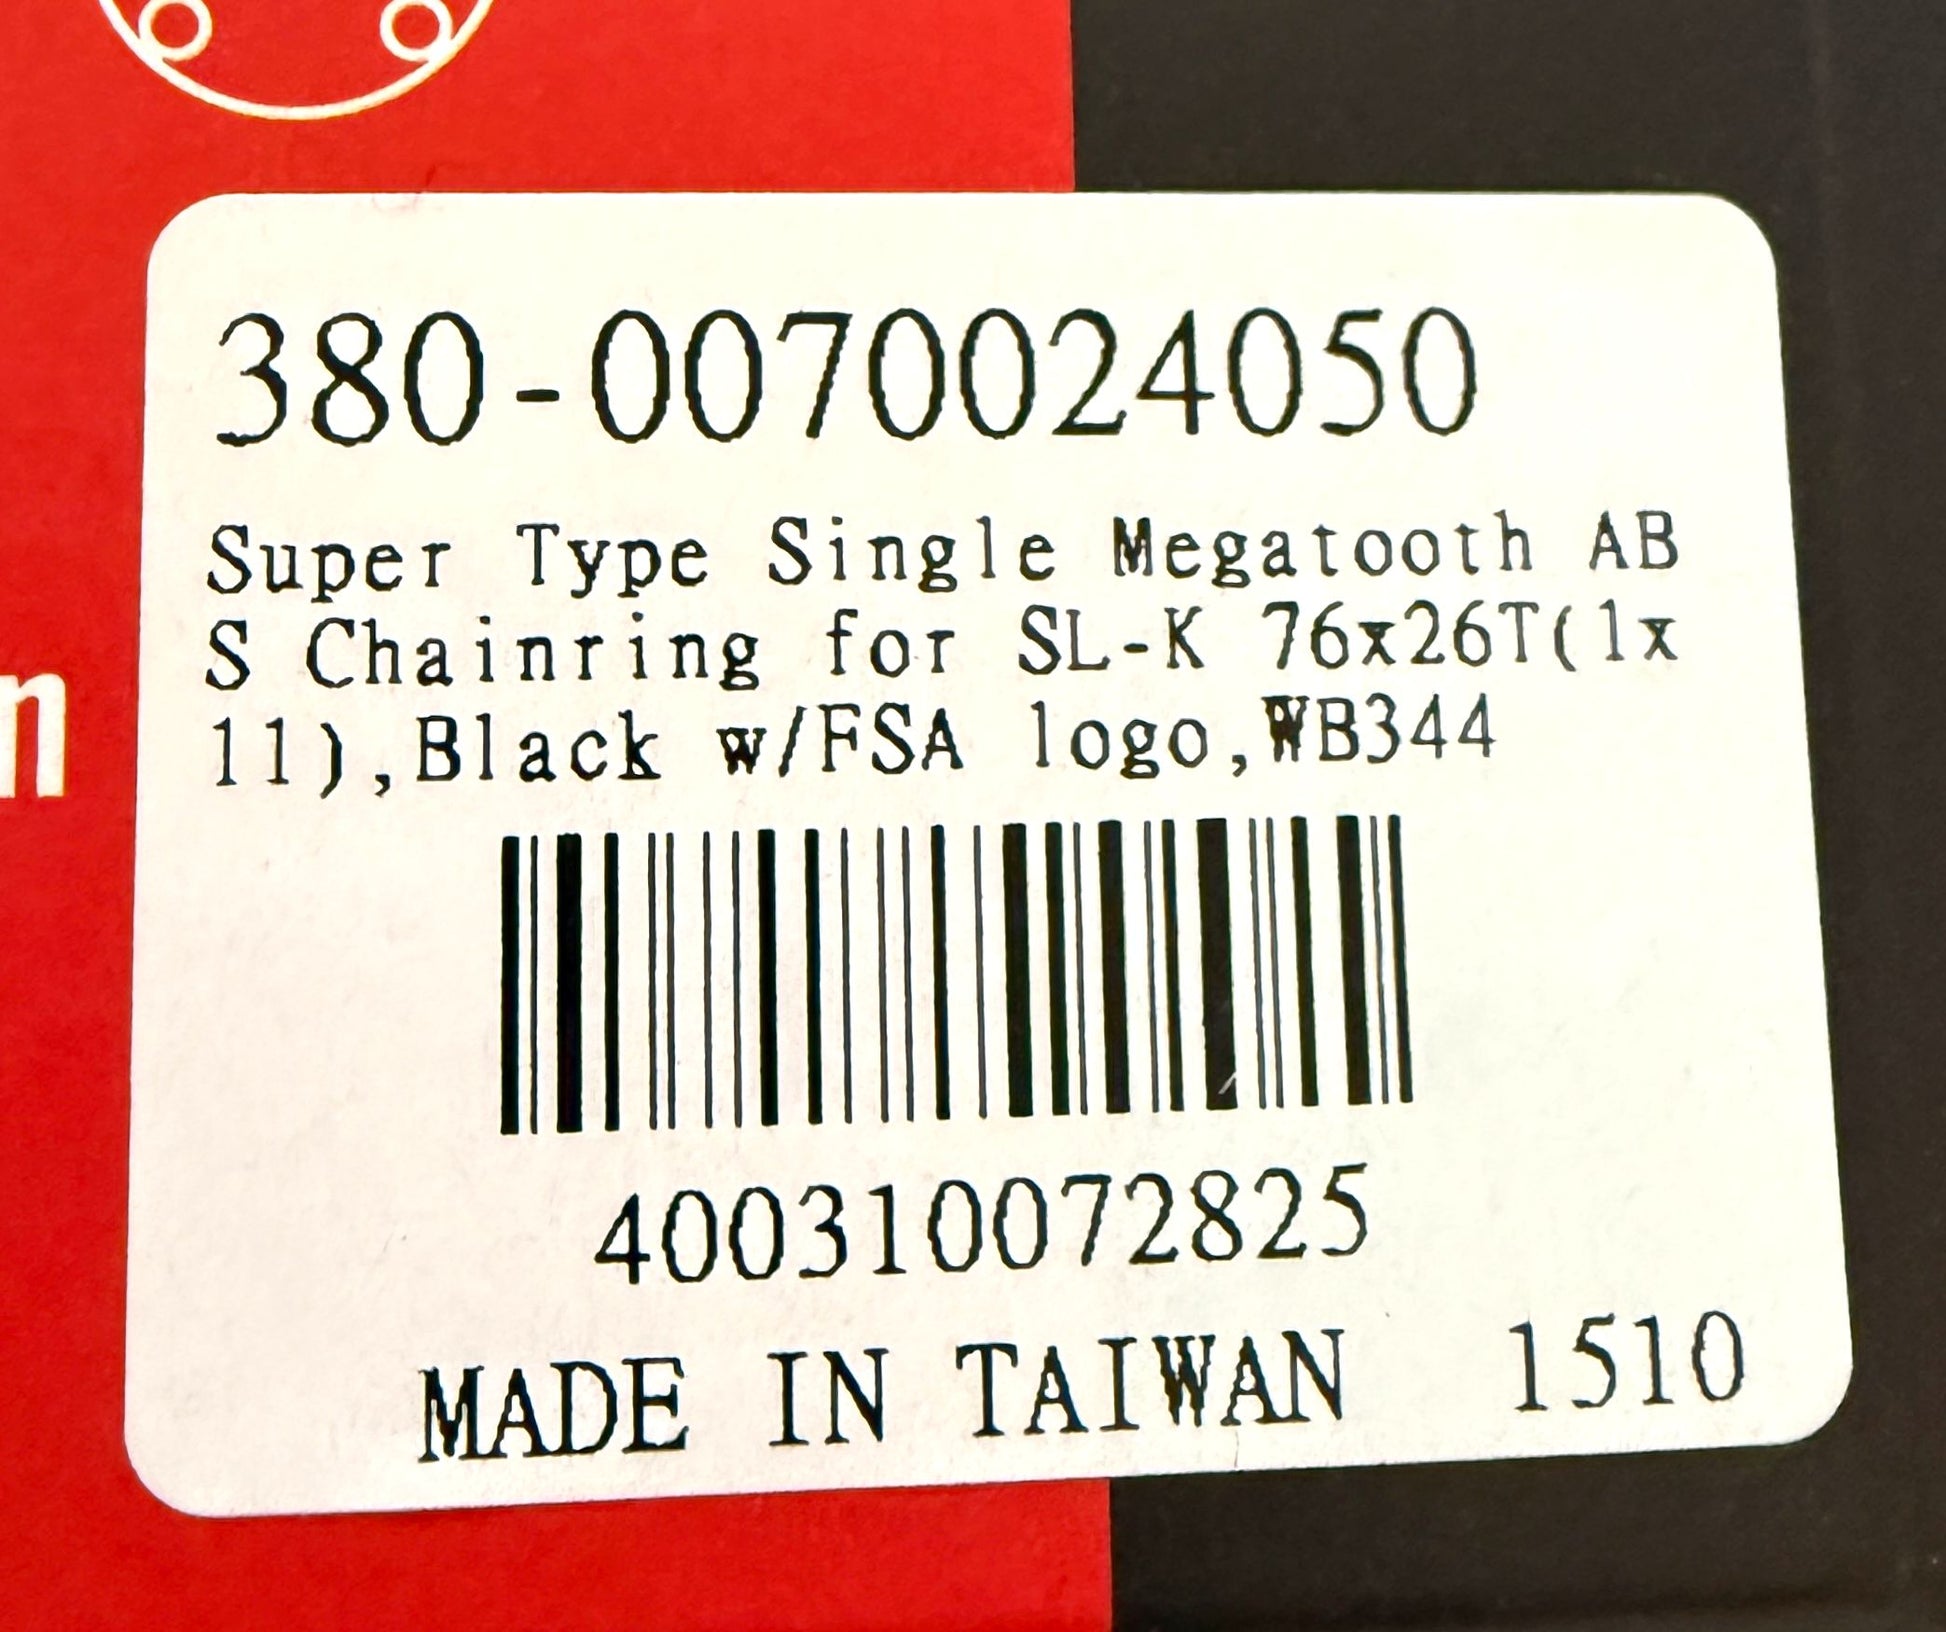 380-0070024050
Super Type Single Megatooth AB
S Chainring for SL-K 76x26T(1x
11),Black w/FSA logo,WB344
n
400310072825
MADE IN TAIWAN 1510